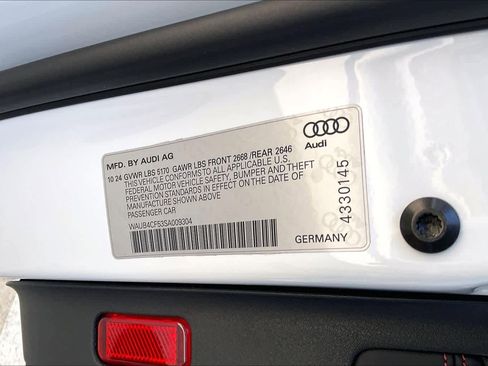 MFD. BY AUDI AG
10 24 GVWR LBS 5170 GAWR LBS FRONT 2668 / REAR 2646
THIS VEHICLE CONFORMS TO ALL APPLICABLE U.S.
FEDERAL MOTOR VEHICLE SAFETY, BUMPER AND THEFT
PREVENTION STANDARDS IN EFFECT ON THE DATE OF
MANUFACTURE SHOWN ABOVE
PASSENGER CAR
WAUB4CF53SA009304
GERMANY
Audi
4330145